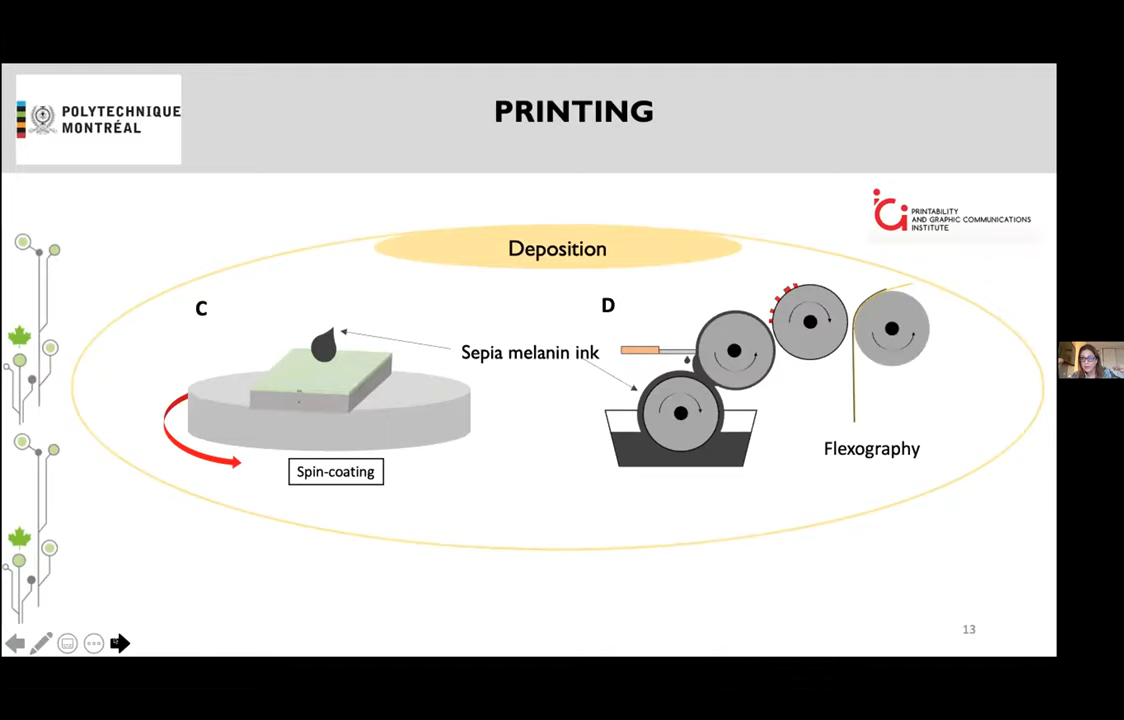 POLYTECHNIQUE
MONTRÉAL
PRINTING
PRINTABILITY
AND GRAPHIC COMMUNICATIONS
INSTITUTE
Deposition
C
D
Sepia melanin ink
Flexography
Spin-coating
13